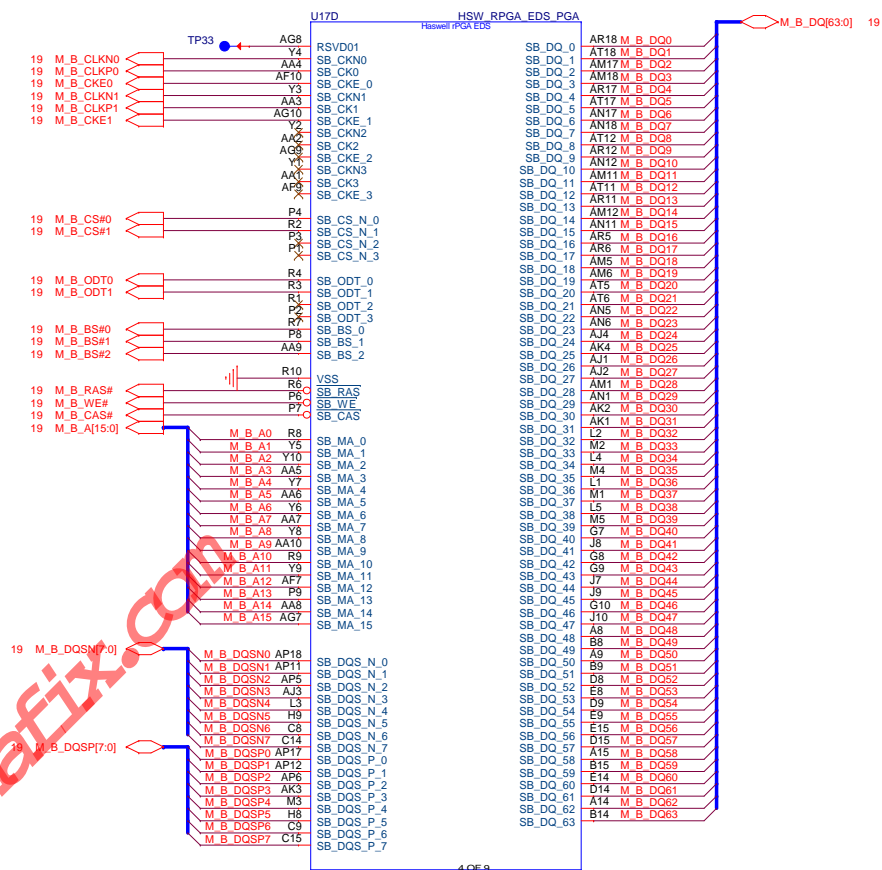 U17D HSW_RPGA_EDS_PGA
Haswell rPGA EDS
M_B_DQ[63:0] 19
TP33
AG8 RSVD01
19 M_B_CLKN0 Y4 SB_CKN0
19 M_B_CLKP0 AA4 SB_CK0
19 M_B_CKE0 AF10 SB_CKE_0
19 M_B_CLKN1 Y3 SB_CKN1
19 M_B_CLKP1 AA3 SB_CK1
19 M_B_CKE1 AG10 SB_CKE_1
Y2 SB_CKN2
AA2 SB_CK2
AG9 SB_CKE_2
Y1 SB_CKN3
AA1 SB_CK3
AF9 SB_CKE_3
19 M_B_CS#0 P4 SB_CS_N_0
19 M_B_CS#1 R2 SB_CS_N_1
P3 SB_CS_N_2
P1 SB_CS_N_3
19 M_B_ODT0 R4 SB_ODT_0
19 M_B_ODT1 R3 SB_ODT_1
R1 SB_ODT_2
P2 SB_ODT_3
19 M_B_BS#0 R7 SB_BS_0
19 M_B_BS#1 P8 SB_BS_1
19 M_B_BS#2 AA9 SB_BS_2
R10 VSS
19 M_B_RAS# R6 SB_RAS
19 M_B_WE# P6 SB_WE
19 M_B_CAS# P7 SB_CAS
19 M_B_A[15:0]
M_B_A0 R8 SB_MA_0
M_B_A1 Y5 SB_MA_1
M_B_A2 Y10 SB_MA_2
M_B_A3 AA5 SB_MA_3
M_B_A4 Y7 SB_MA_4
M_B_A5 AA6 SB_MA_5
M_B_A6 Y6 SB_MA_6
M_B_A7 AA7 SB_MA_7
M_B_A8 Y8 SB_MA_8
M_B_A9 AA10 SB_MA_9
M_B_A10 R9 SB_MA_10
M_B_A11 Y9 SB_MA_11
M_B_A12 AF7 SB_MA_12
M_B_A13 P9 SB_MA_13
M_B_A14 AA8 SB_MA_14
M_B_A15 AG7 SB_MA_15
19 M_B_DQSN[7:0]
M_B_DQSN0 AP18 SB_DQS_N_0
M_B_DQSN1 AP11 SB_DQS_N_1
M_B_DQSN2 AP5 SB_DQS_N_2
M_B_DQSN3 AJ3 SB_DQS_N_3
M_B_DQSN4 L3 SB_DQS_N_4
M_B_DQSN5 H9 SB_DQS_N_5
M_B_DQSN6 C8 SB_DQS_N_6
M_B_DQSN7 C14 SB_DQS_N_7
19 M_B_DQSP[7:0]
M_B_DQSP0 AP17 SB_DQS_P_0
M_B_DQSP1 AP12 SB_DQS_P_1
M_B_DQSP2 AP6 SB_DQS_P_2
M_B_DQSP3 AK3 SB_DQS_P_3
M_B_DQSP4 M3 SB_DQS_P_4
M_B_DQSP5 H8 SB_DQS_P_5
M_B_DQSP6 C9 SB_DQS_P_6
M_B_DQSP7 C15 SB_DQS_P_7
SB_DQ_0 AR18 M_B_DQ0
SB_DQ_1 AT18 M_B_DQ1
SB_DQ_2 AM17 M_B_DQ2
SB_DQ_3 AM18 M_B_DQ3
SB_DQ_4 AR17 M_B_DQ4
SB_DQ_5 AT17 M_B_DQ5
SB_DQ_6 AN17 M_B_DQ6
SB_DQ_7 AN18 M_B_DQ7
SB_DQ_8 AT12 M_B_DQ8
SB_DQ_9 AR12 M_B_DQ9
SB_DQ_10 AN12 M_B_DQ10
SB_DQ_11 AM11 M_B_DQ11
SB_DQ_12 AT11 M_B_DQ12
SB_DQ_13 AR11 M_B_DQ13
SB_DQ_14 AM12 M_B_DQ14
SB_DQ_15 AN11 M_B_DQ15
SB_DQ_16 AR5 M_B_DQ16
SB_DQ_17 AR6 M_B_DQ17
SB_DQ_18 AM5 M_B_DQ18
SB_DQ_19 AM6 M_B_DQ19
SB_DQ_20 AT5 M_B_DQ20
SB_DQ_21 AT6 M_B_DQ21
SB_DQ_22 AN5 M_B_DQ22
SB_DQ_23 AN6 M_B_DQ23
SB_DQ_24 AJ4 M_B_DQ24
SB_DQ_25 AK4 M_B_DQ25
SB_DQ_26 AJ1 M_B_DQ26
SB_DQ_27 AJ2 M_B_DQ27
SB_DQ_28 AM1 M_B_DQ28
SB_DQ_29 AN1 M_B_DQ29
SB_DQ_30 AK2 M_B_DQ30
SB_DQ_31 AK1 M_B_DQ31
SB_DQ_32 L2 M_B_DQ32
SB_DQ_33 M2 M_B_DQ33
SB_DQ_34 L4 M_B_DQ34
SB_DQ_35 M4 M_B_DQ35
SB_DQ_36 L1 M_B_DQ36
SB_DQ_37 M1 M_B_DQ37
SB_DQ_38 L5 M_B_DQ38
SB_DQ_39 M5 M_B_DQ39
SB_DQ_40 G7 M_B_DQ40
SB_DQ_41 J8 M_B_DQ41
SB_DQ_42 G8 M_B_DQ42
SB_DQ_43 G9 M_B_DQ43
SB_DQ_44 J7 M_B_DQ44
SB_DQ_45 J9 M_B_DQ45
SB_DQ_46 G10 M_B_DQ46
SB_DQ_47 J10 M_B_DQ47
SB_DQ_48 A8 M_B_DQ48
SB_DQ_49 B8 M_B_DQ49
SB_DQ_50 A9 M_B_DQ50
SB_DQ_51 B9 M_B_DQ51
SB_DQ_52 D8 M_B_DQ52
SB_DQ_53 E8 M_B_DQ53
SB_DQ_54 D9 M_B_DQ54
SB_DQ_55 E9 M_B_DQ55
SB_DQ_56 E15 M_B_DQ56
SB_DQ_57 D15 M_B_DQ57
SB_DQ_58 A15 M_B_DQ58
SB_DQ_59 B15 M_B_DQ59
SB_DQ_60 E14 M_B_DQ60
SB_DQ_61 D14 M_B_DQ61
SB_DQ_62 A14 M_B_DQ62
SB_DQ_63 B14 M_B_DQ63
4 OF 9
afix.com